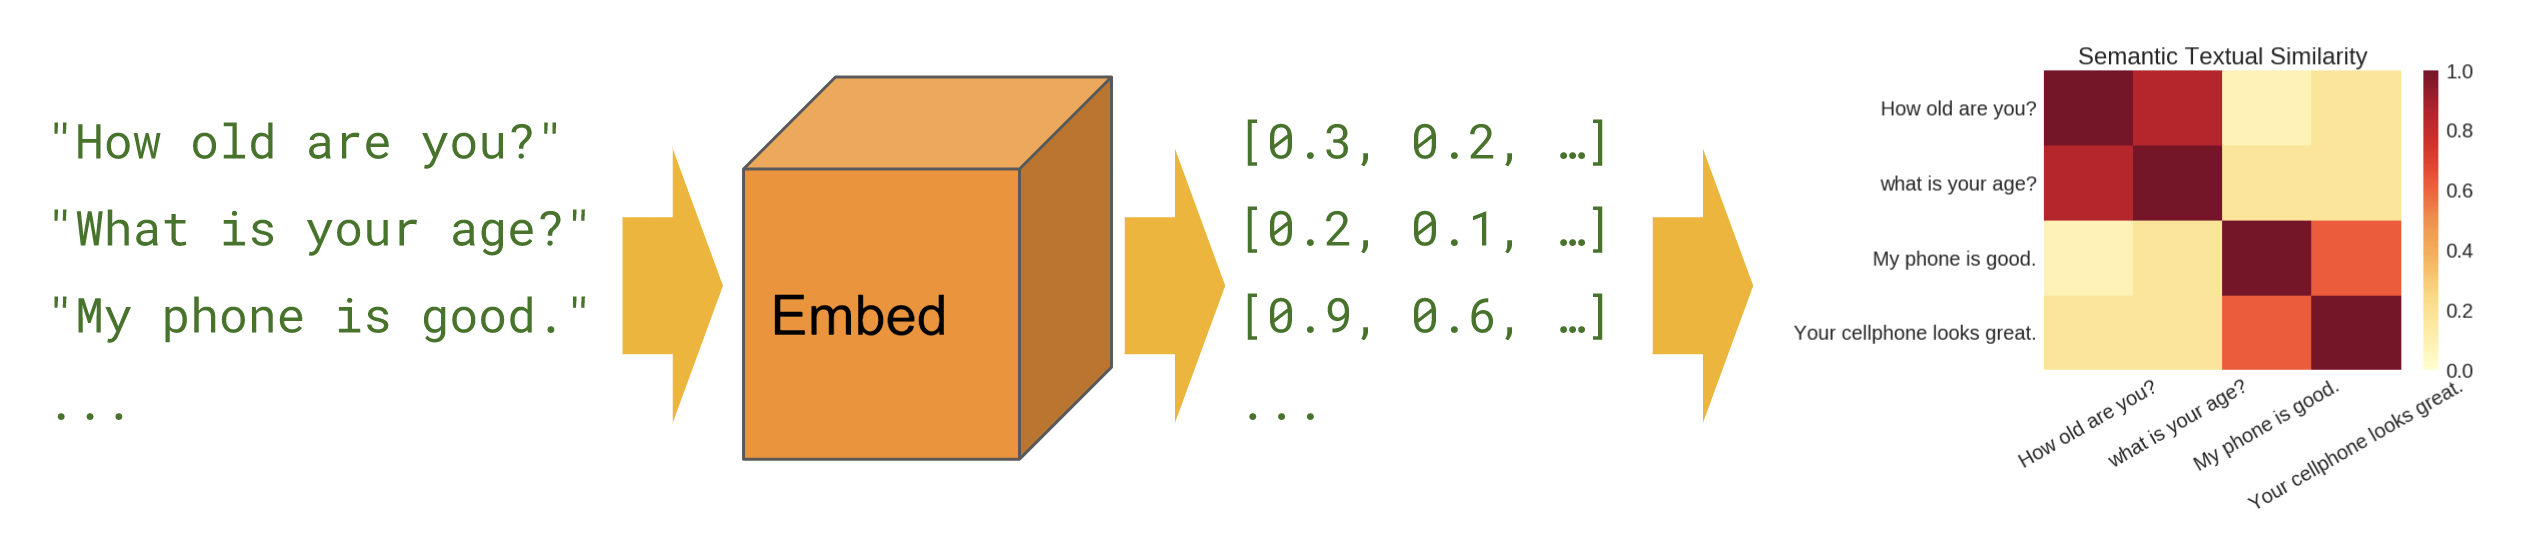 "How old are you?"
"What is your age?"
"My phone is good."
...
Embed
[0.3, 0.2, …]
[0.2, 0.1, …]
[0.9, 0.6, …]
...
Semantic Textual Similarity
How old are you?
what is your age?
My phone is good.
Your cellphone looks great.
How old are you?
what is your age?
My phone is good.
Your cellphone looks great.
1.0
0.8
0.6
0.4
0.2
0.0